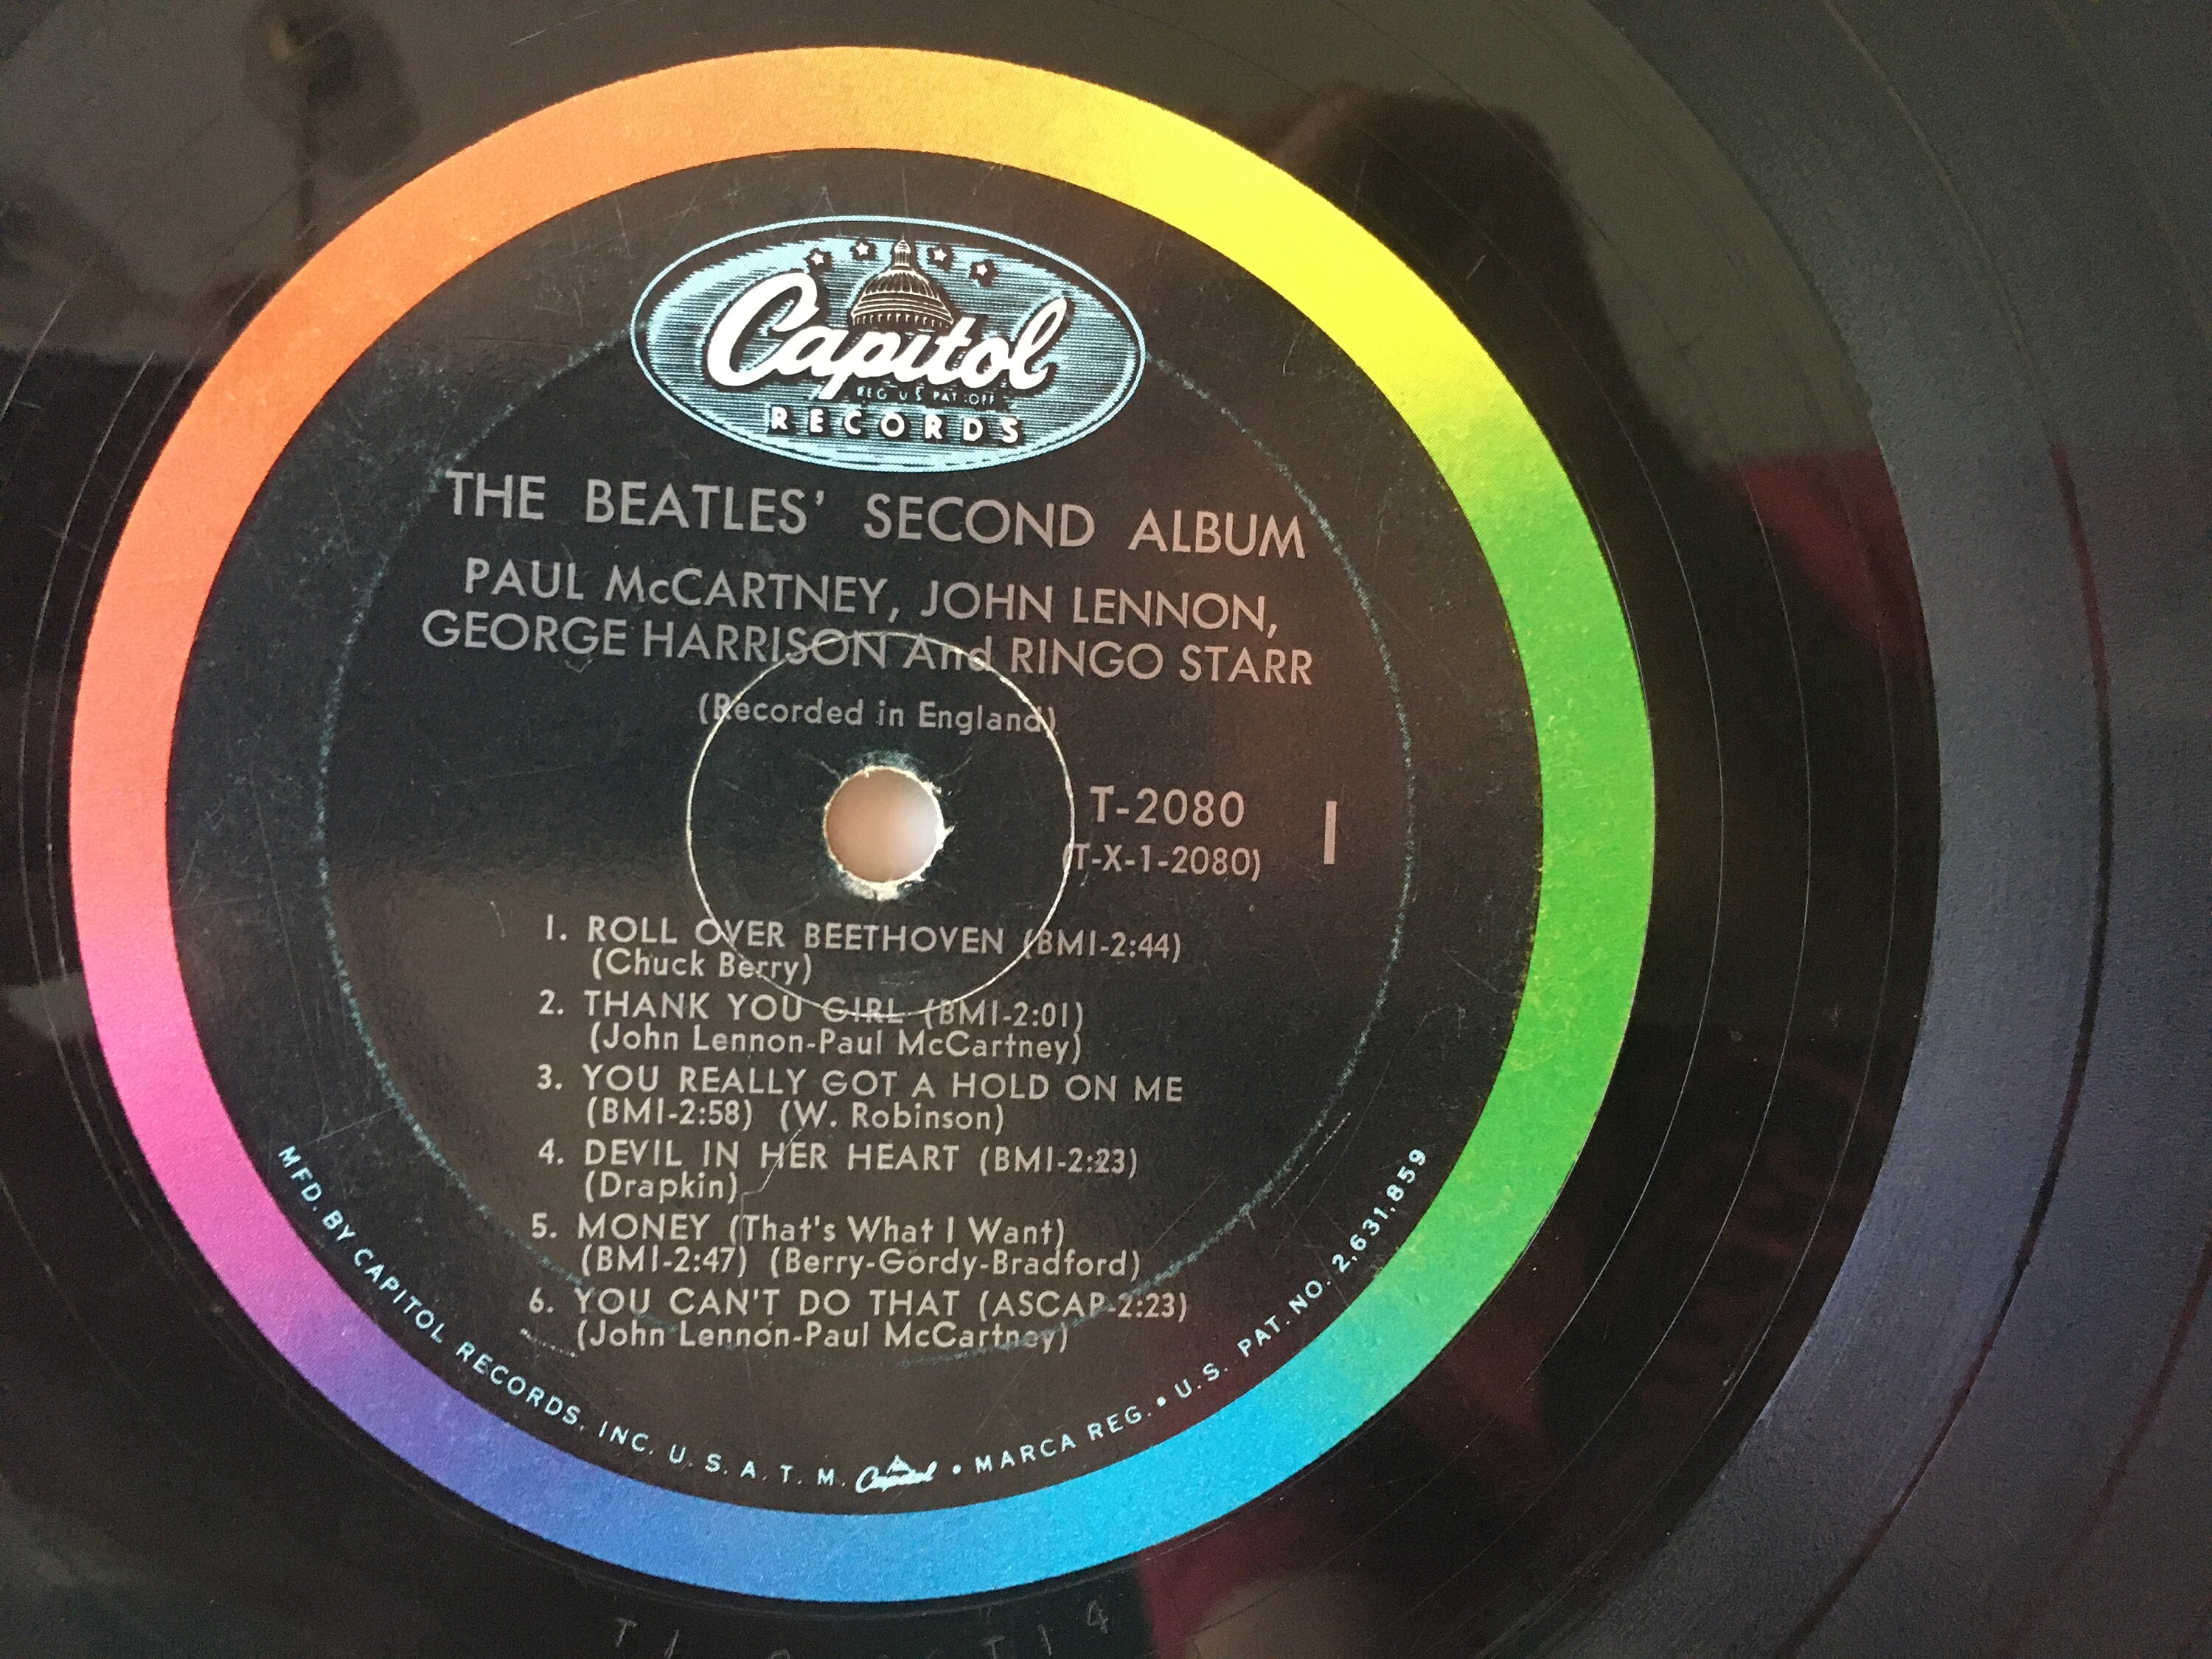 Capitol
REG U S PAT OFF
RECORDS
THE BEATLES' SECOND ALBUM
PAUL McCARTNEY, JOHN LENNON,
GEORGE HARRISON And RINGO STARR
(Recorded in England)
T-2080
(T-X-1-2080)
1
1. ROLL OVER BEETHOVEN (BMI-2:44)
(Chuck Berry)
2. THANK YOU GIRL (BMI-2:01)
(John Lennon-Paul McCartney)
3. YOU REALLY GOT A HOLD ON ME
(BMI-2:58) (W. Robinson)
4. DEVIL IN HER HEART (BMI-2:23)
(Drapkin)
5. MONEY (That's What I Want)
(BMI-2:47) (Berry-Gordy-Bradford)
6. YOU CAN'T DO THAT (ASCAP-2:23)
(John Lennon-Paul McCartney)
MFD. BY CAPITOL RECORDS, INC. U. S. A. T. M. Capitol • MARCA REG. • U.S. PAT. NO. 2,631,859